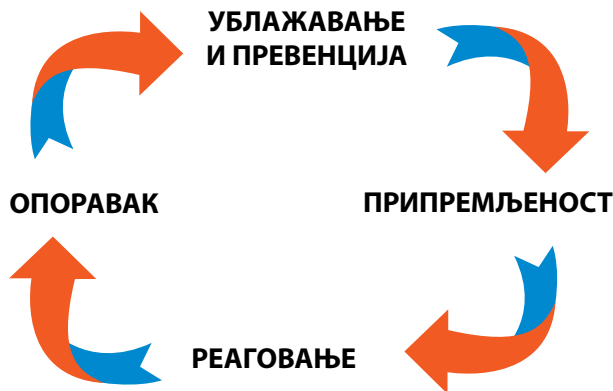 УБЛАЖАВАЊЕ
И ПРЕВЕНЦИЈА
ОПОРАВАК
ПРИПРЕМЉЕНОСТ
РЕАГОВАЊЕ